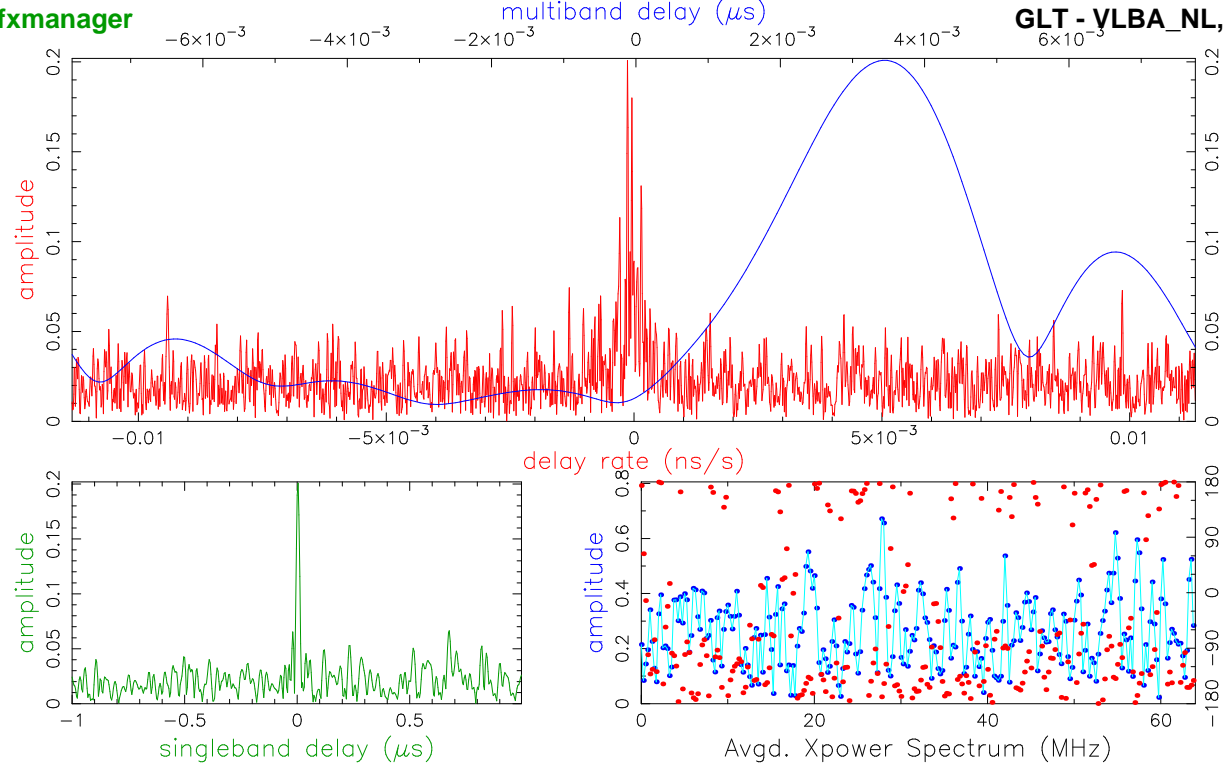 fxmanager
multiband delay (μs)
GLT - VLBA_NL,
−6×10⁻³ −4×10⁻³ −2×10⁻³ 0 2×10⁻³ 4×10⁻³ 6×10⁻³
amplitude
0 0.05 0.1 0.15 0.2
0 0.05 0.1 0.15 0.2
−0.01 −5×10⁻³ 0 5×10⁻³ 0.01
delay rate (ns/s)
amplitude
0 0.05 0.1 0.15 0.2
−1 −0.5 0 0.5
singleband delay (μs)
amplitude
0 0.2 0.4 0.6 0.8
−180 −90 0 90 180
0 20 40 60
Avgd. Xpower Spectrum (MHz)